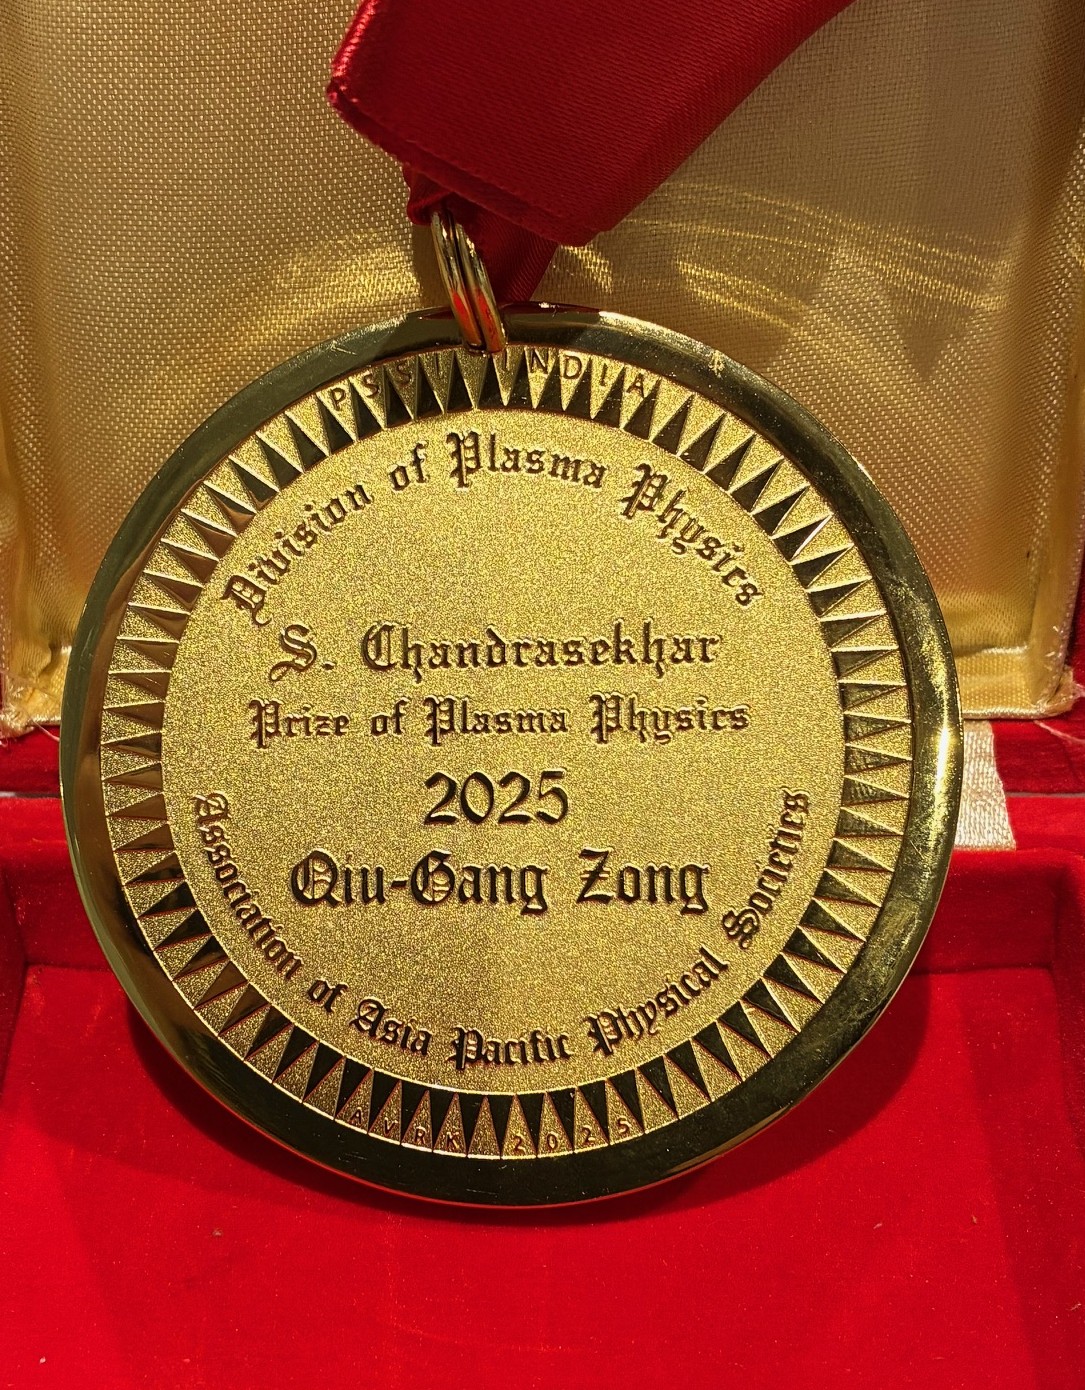 PSSI INDIA
Division of Plasma Physics
S. Chandrasekhar
Prize of Plasma Physics
2025
Qiu-Gang Zong
Association of Asia Pacific Physical Societies
AVRK 2025